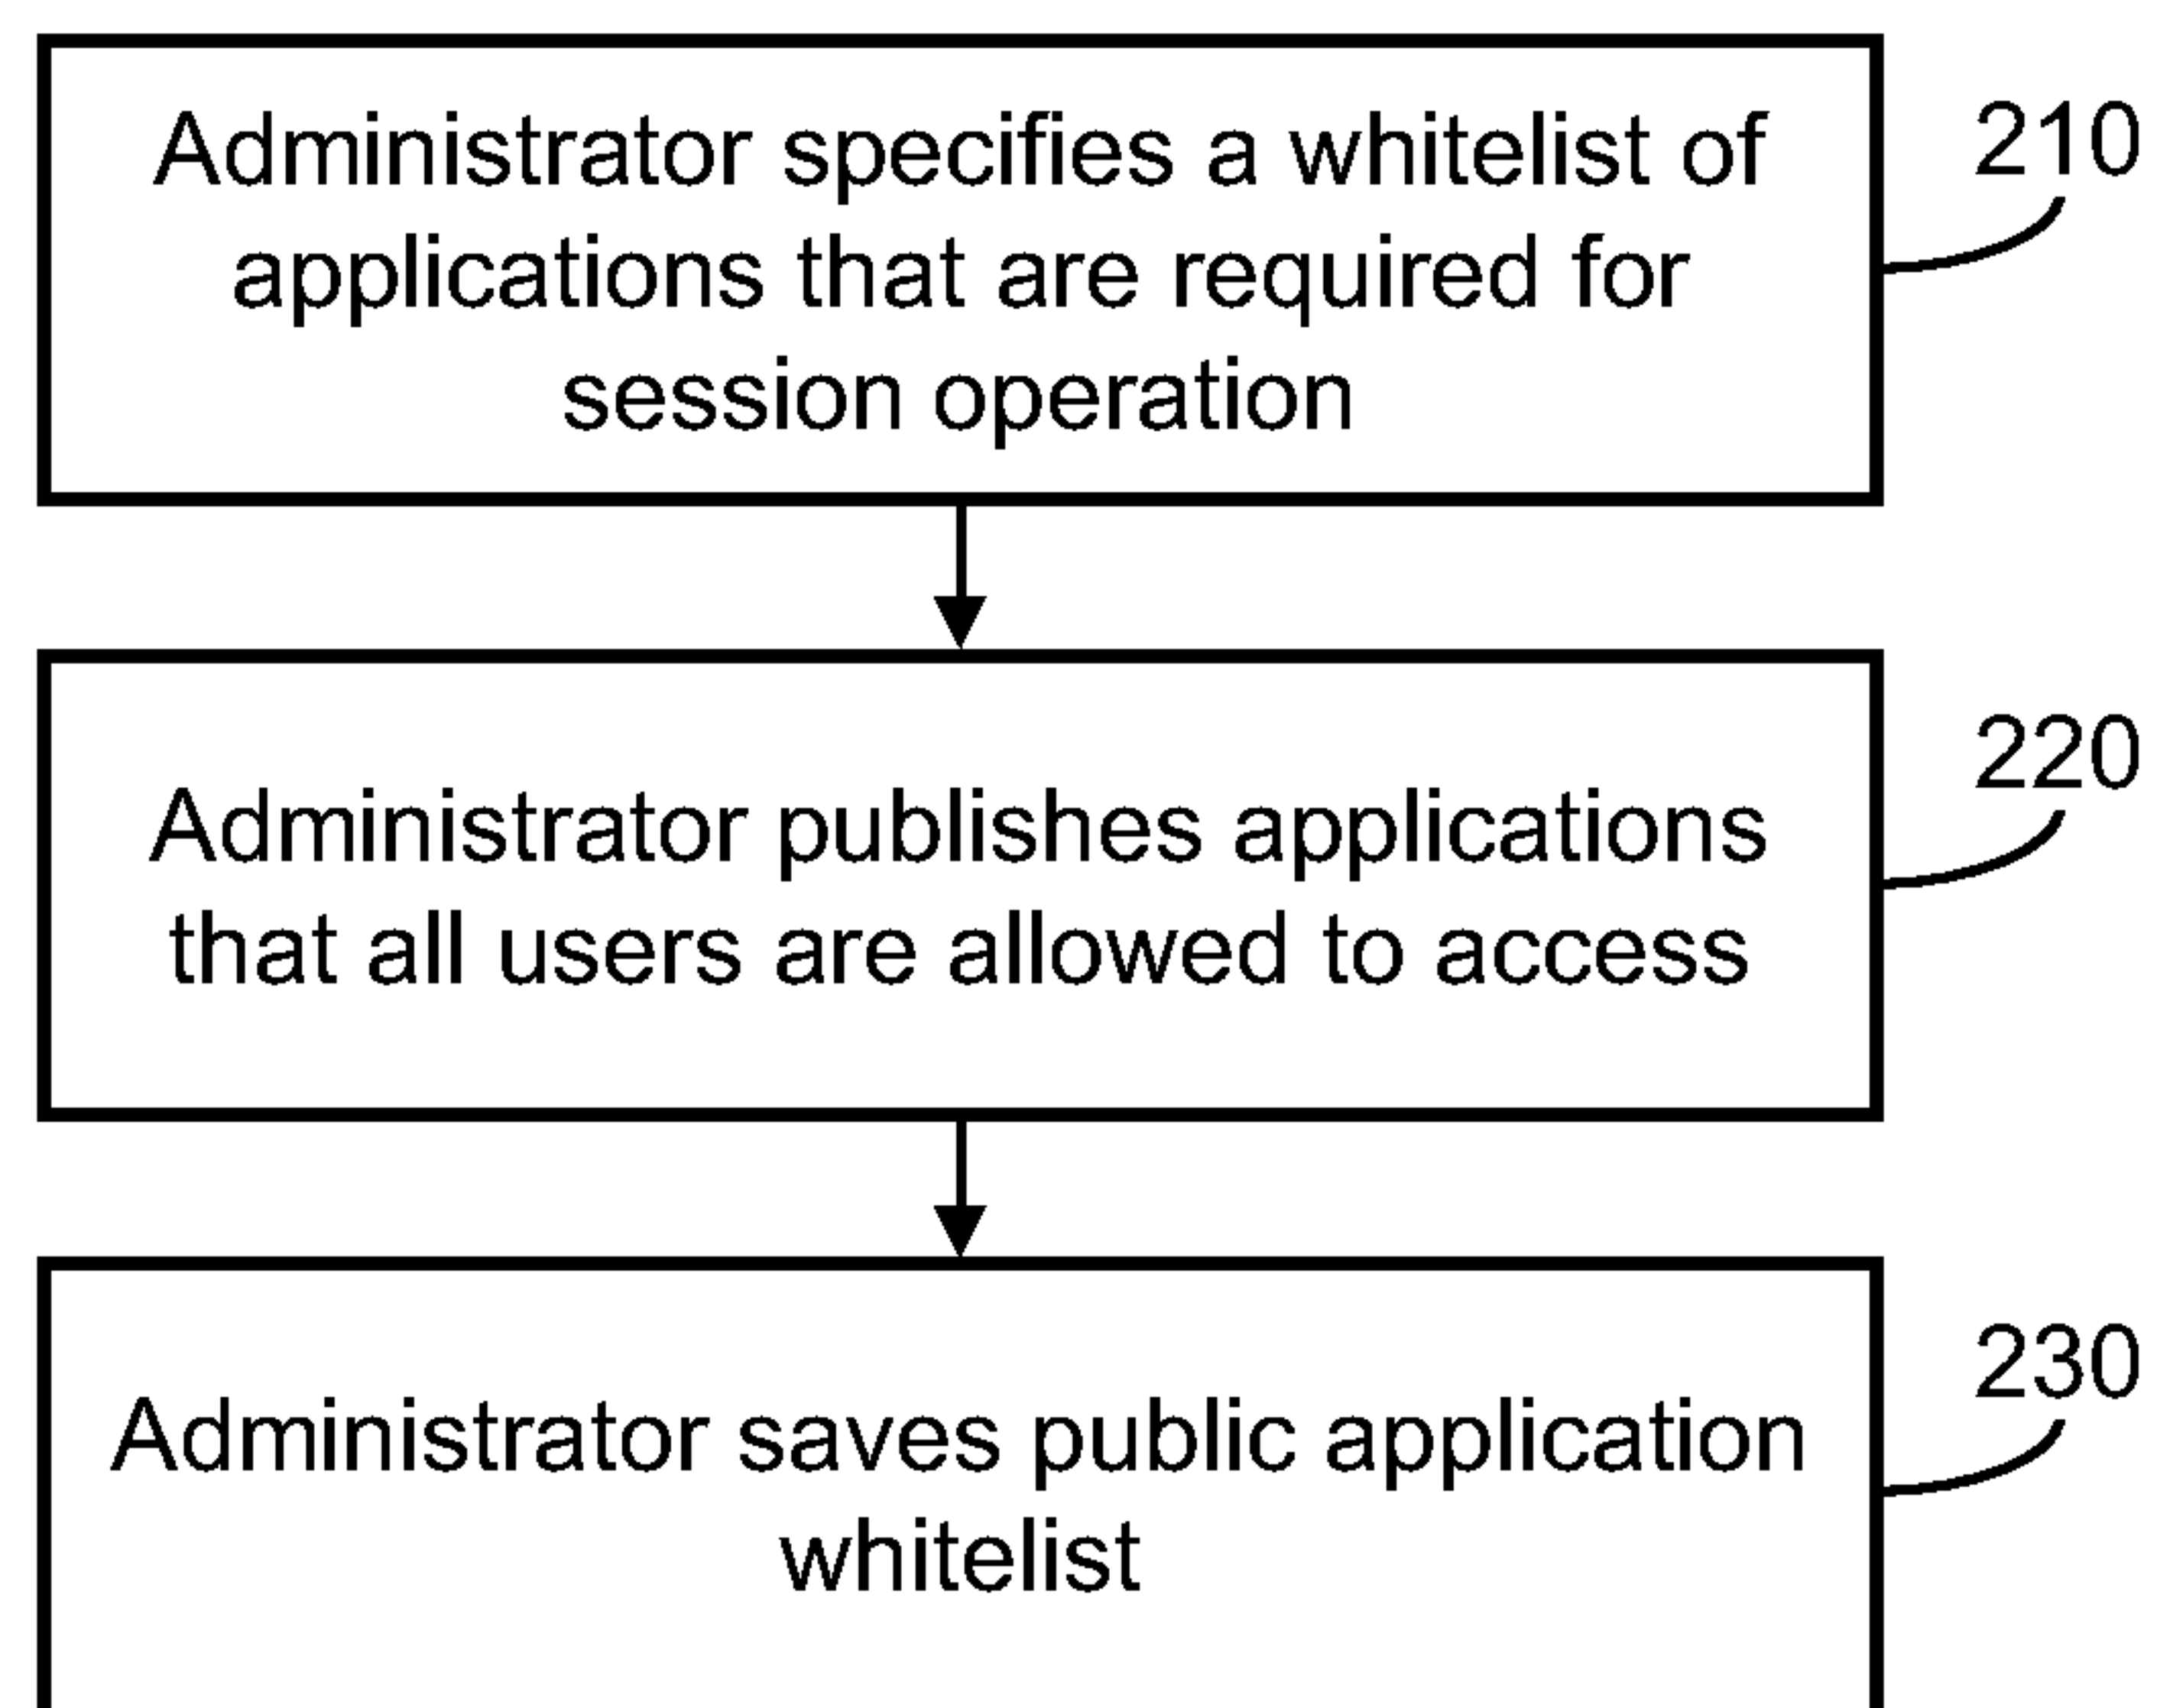 Administrator specifies a whitelist of
applications that are required for
session operation
210
Administrator publishes applications
that all users are allowed to access
220
Administrator saves public application
whitelist
230